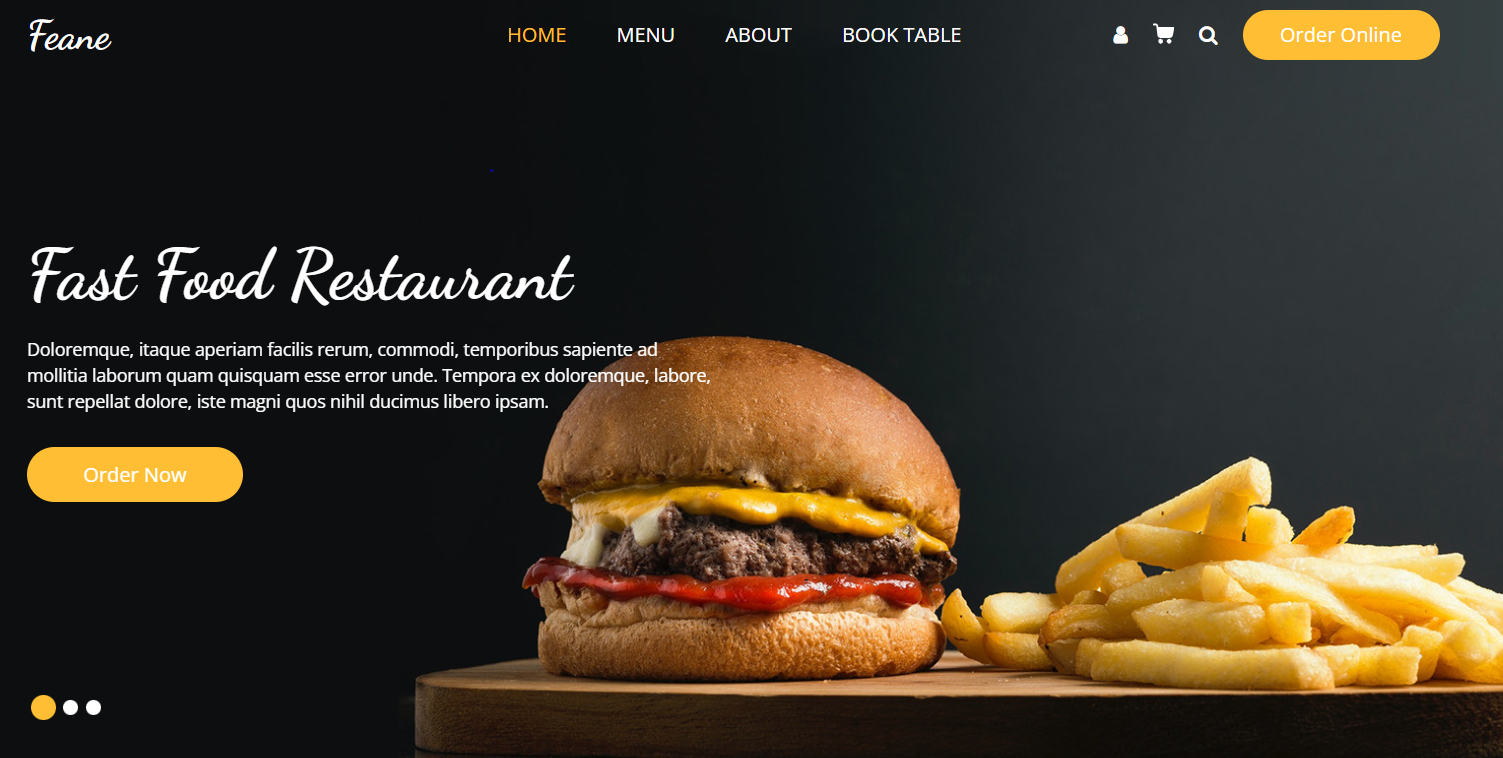 Feane
HOME MENU ABOUT BOOK TABLE Order Online
Fast Food Restaurant
Doloremque, itaque aperiam facilis rerum, commodi, temporibus sapiente ad
mollitia laborum quam quisquam esse error unde. Tempora ex doloremque, labore,
sunt repellat dolore, iste magni quos nihil ducimus libero ipsam.
Order Now